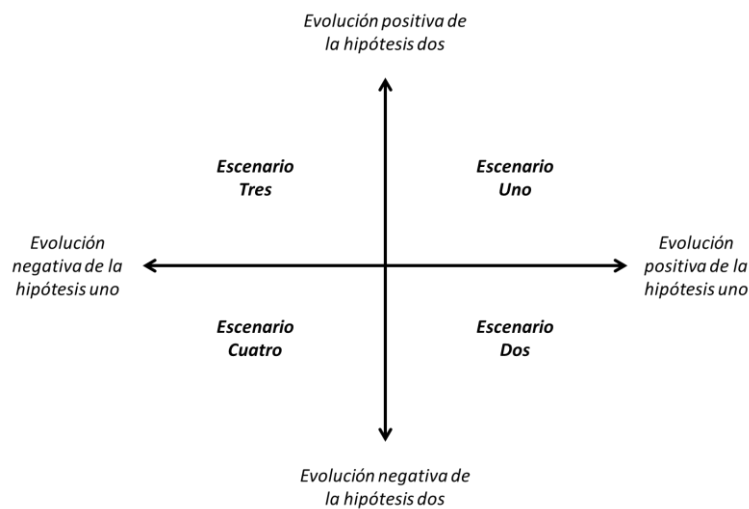 Evolución positiva de
la hipótesis dos
Escenario
Tres
Escenario
Uno
Evolución
negativa de la
hipótesis uno
Evolución
positiva de la
hipótesis uno
Escenario
Cuatro
Escenario
Dos
Evolución negativa de
la hipótesis dos